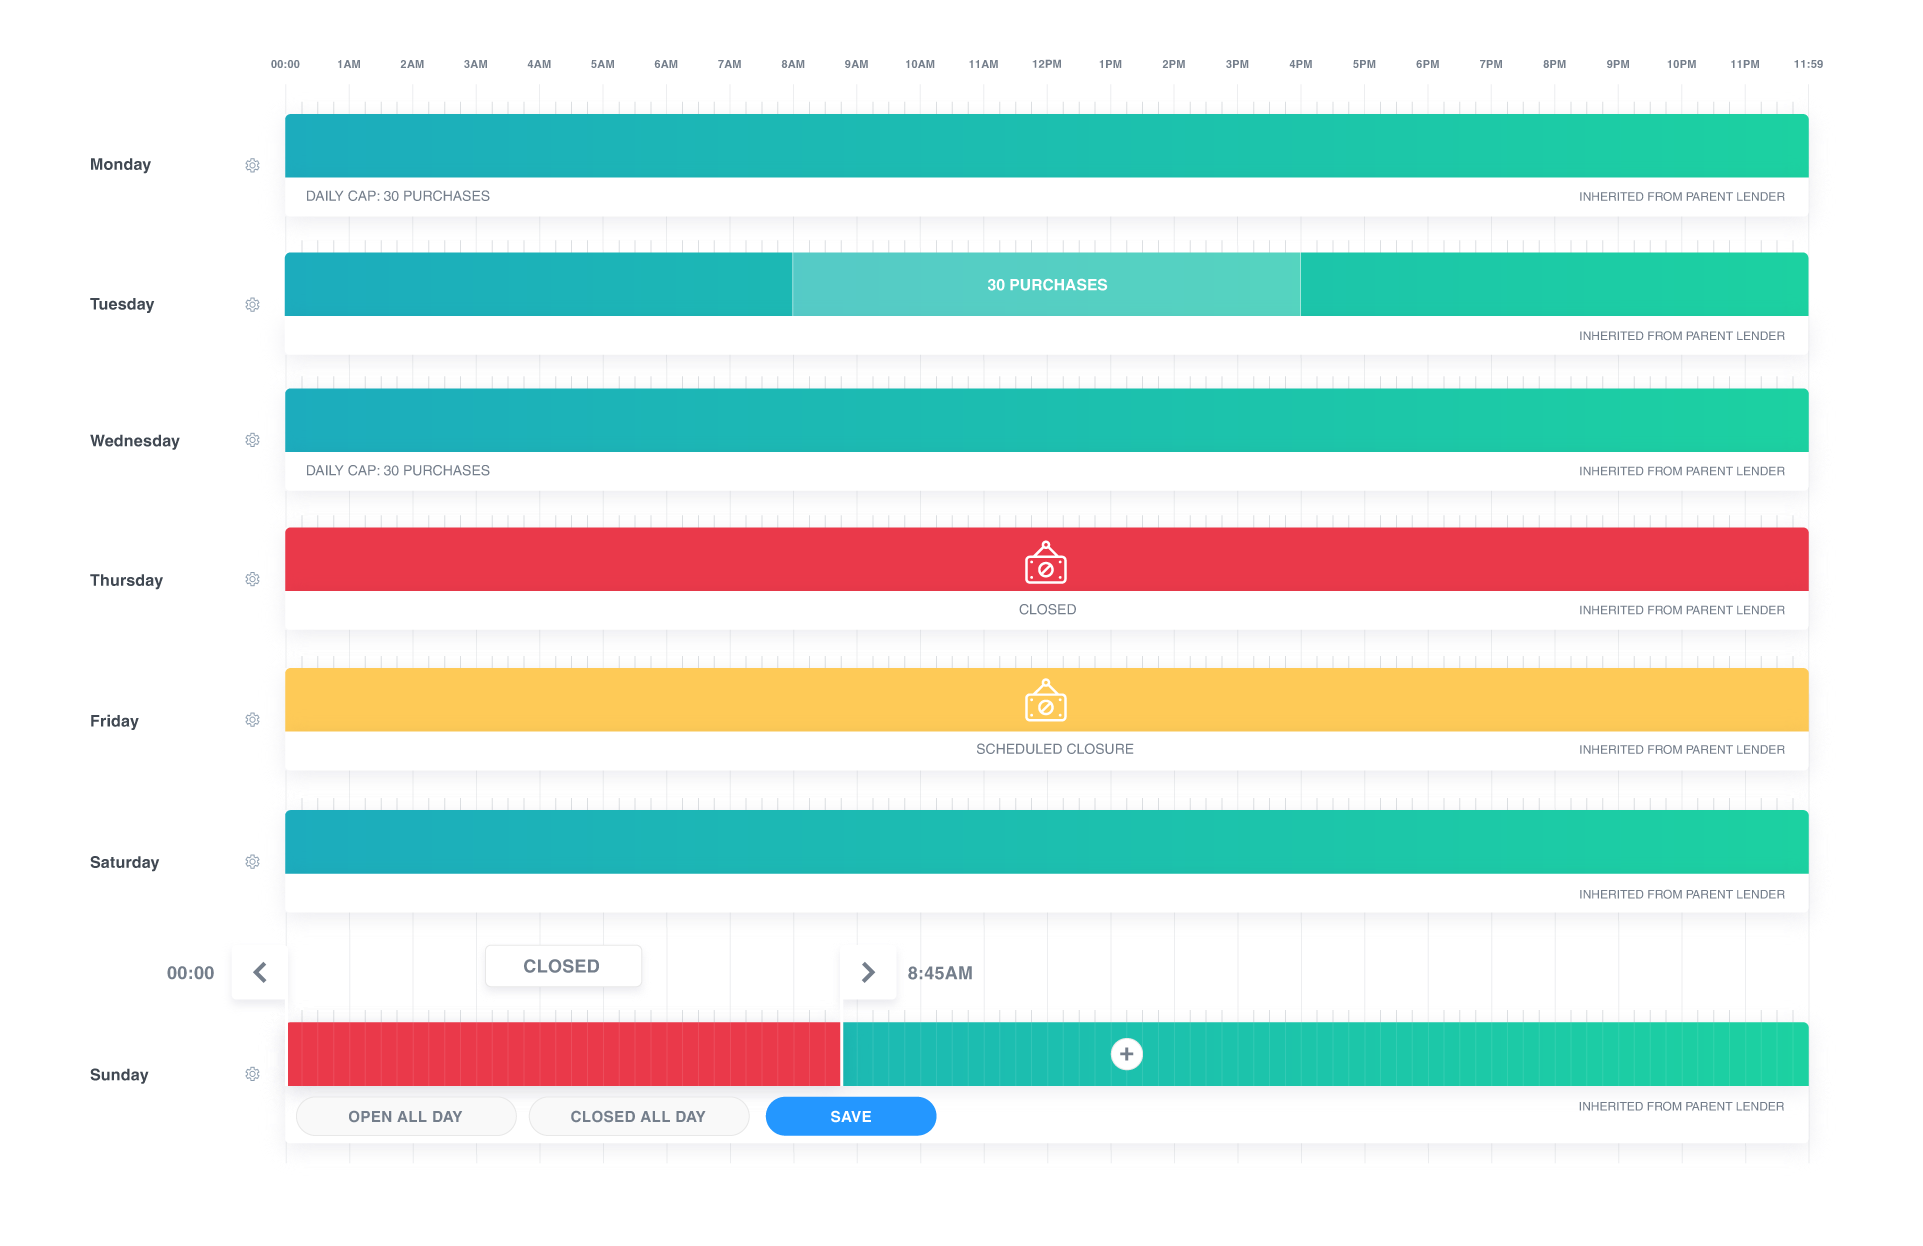 00:00 1AM 2AM 3AM 4AM 5AM 6AM 7AM 8AM 9AM 10AM 11AM 12PM 1PM 2PM 3PM 4PM 5PM 6PM 7PM 8PM 9PM 10PM 11PM 11:59
Monday
DAILY CAP: 30 PURCHASES INHERITED FROM PARENT LENDER
30 PURCHASES
Tuesday
INHERITED FROM PARENT LENDER
Wednesday
DAILY CAP: 30 PURCHASES INHERITED FROM PARENT LENDER
Thursday
CLOSED INHERITED FROM PARENT LENDER
Friday
SCHEDULED CLOSURE INHERITED FROM PARENT LENDER
Saturday
INHERITED FROM PARENT LENDER
00:00 CLOSED 8:45AM
Sunday
OPEN ALL DAY CLOSED ALL DAY SAVE INHERITED FROM PARENT LENDER